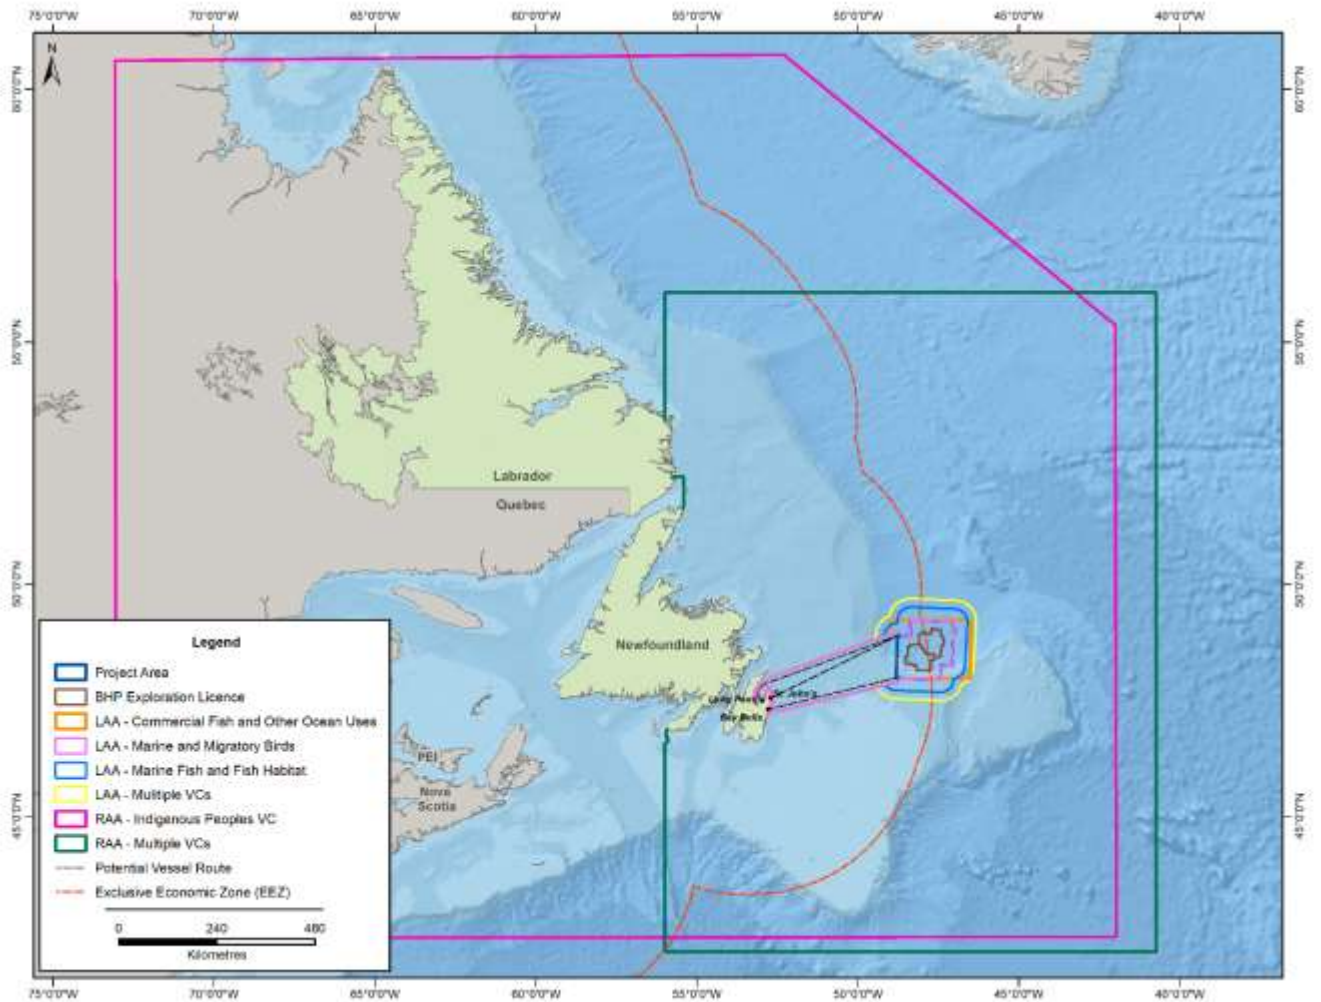 75°0'0"W 70°0'0"W 65°0'0"W 60°0'0"W 55°0'0"W 50°0'0"W 45°0'0"W 40°0'0"W
N
60°0'0"N 60°0'0"N
55°0'0"N 55°0'0"N
Labrador
Quebec
50°0'0"N 50°0'0"N
Newfoundland
St. John's
Bay Bulls
PEI
Nova
Scotia
45°0'0"N 45°0'0"N
Legend
Project Area
BHP Exploration Licence
LAA - Commercial Fish and Other Ocean Uses
LAA - Marine and Migratory Birds
LAA - Marine Fish and Fish Habitat
LAA - Mulitiple VCs
RAA - Indigenous Peoples VC
RAA - Multiple VCs
Potential Vessel Route
Exclusive Economic Zone (EEZ)
0 240 480
Kilometres
75°0'0"W 70°0'0"W 65°0'0"W 60°0'0"W 55°0'0"W 50°0'0"W 45°0'0"W 40°0'0"W